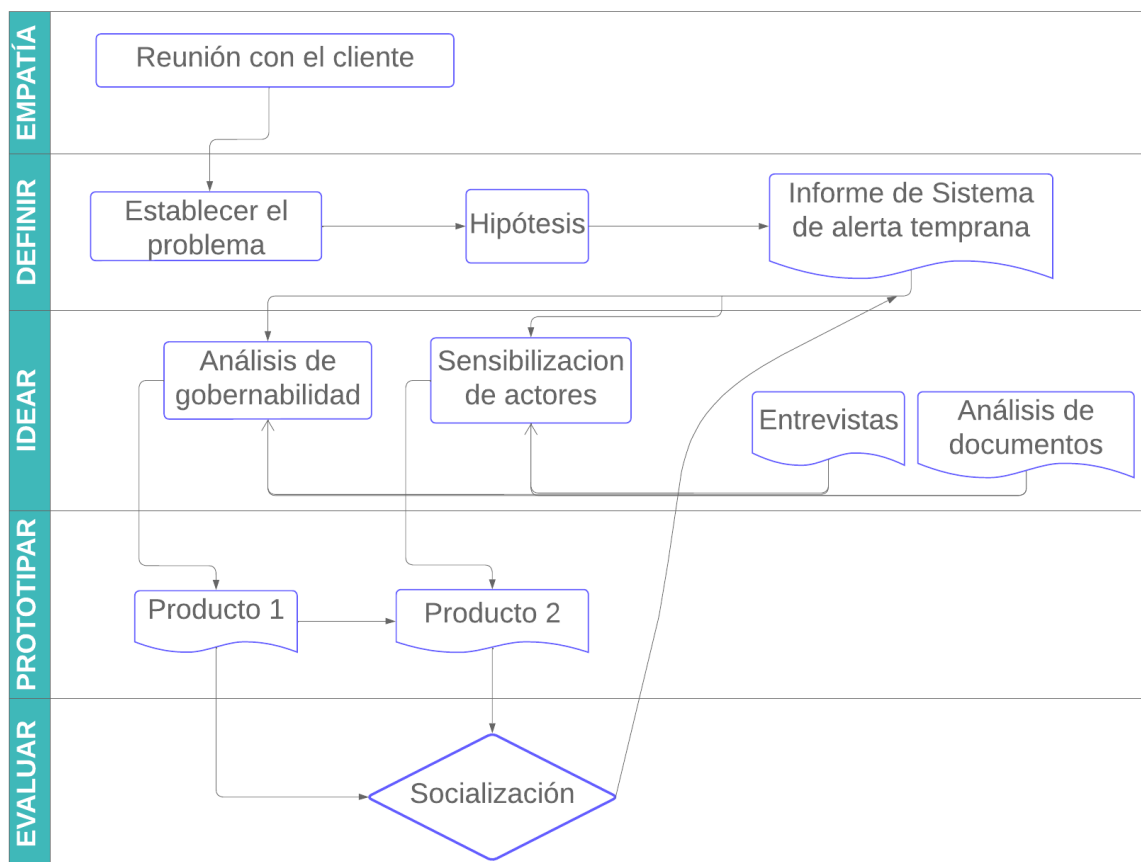 EMPATÍA
Reunión con el cliente
DEFINIR
Establecer el
problema
Hipótesis
Informe de Sistema
de alerta temprana
IDEAR
Análisis de
gobernabilidad
Sensibilizacion
de actores
Entrevistas
Análisis de
documentos
PROTOTIPAR
Producto 1
Producto 2
EVALUAR
Socialización